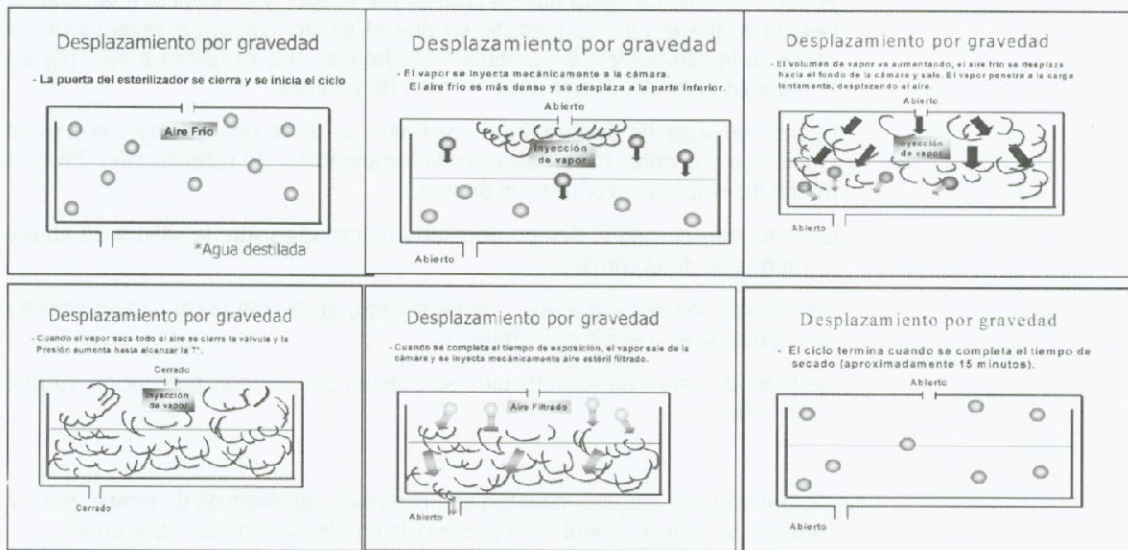 Desplazamiento por gravedad
- La puerta del esterilizador se cierra y se inicia el ciclo
Aire Frío
*Agua destilada
Desplazamiento por gravedad
- El vapor se inyecta mecánicamente a la cámara.
El aire frío es más denso y se desplaza a la parte inferior.
Abierto
Inyección
de vapor
Abierto
Desplazamiento por gravedad
- El volumen de vapor va aumentando, el aire frío se desplaza
hacia el fondo de la cámara y sale. El vapor penetra a la carga
lentamente, desplazando al aire.
Abierto
Inyección
de vapor
Abierto
Desplazamiento por gravedad
- Cuando el vapor saca todo el aire se cierra la válvula y la
Presión aumenta hasta alcanzar la Tº.
Cerrado
Inyección
de vapor
Cerrado
Desplazamiento por gravedad
- Cuando se completa el tiempo de exposición, el vapor sale de la
cámara y se inyecta mecánicamente aire estéril filtrado.
Aire Filtrado
Abierto
Desplazamiento por gravedad
- El ciclo termina cuando se completa el tiempo de
secado (aproximadamente 15 minutos).
Abierto
Abierto